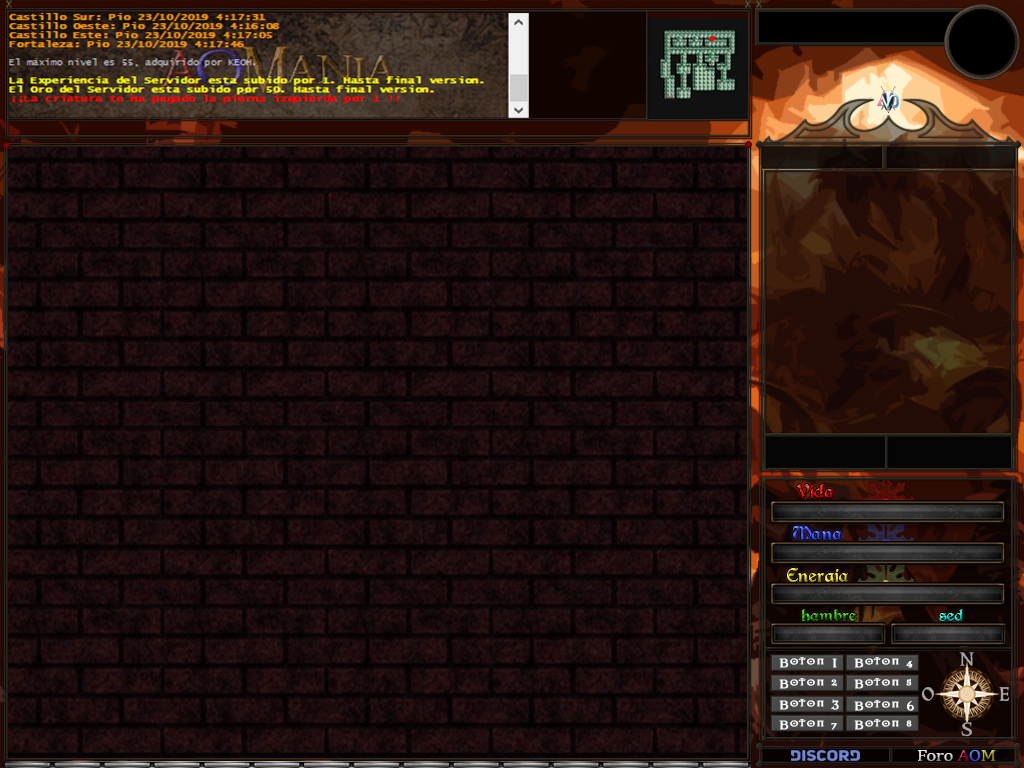 Castillo Sur: Pio 23/10/2019 4:17:31
Castillo Oeste: Pio 23/10/2019 4:16:08
Castillo Este: Pio 23/10/2019 4:17:05
Fortaleza: Pio 23/10/2019 4:17:46
AOMania
El máximo nivel es 55, adquirido por KEOH.
La Experiencia del Servidor esta subido por 1. Hasta final version.
El Oro del Servidor esta subido por 50. Hasta final version.
¡¡La criatura te ha pegado la pierna izquierda por 1 !!
Vida
Mana
Energia
hambre
sed
Boton 1
Boton 4
Boton 2
Boton 5
Boton 3
Boton 6
Boton 7
Boton 8
N
O
E
S
DISCORD
Foro AOM